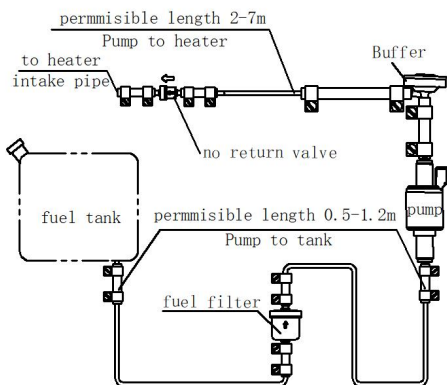 permmisible length 2-7m
Pump to heater
Buffer
to heater
intake pipe
no return valve
fuel tank
permmisible length 0.5-1.2m
Pump to tank
pump
fuel filter